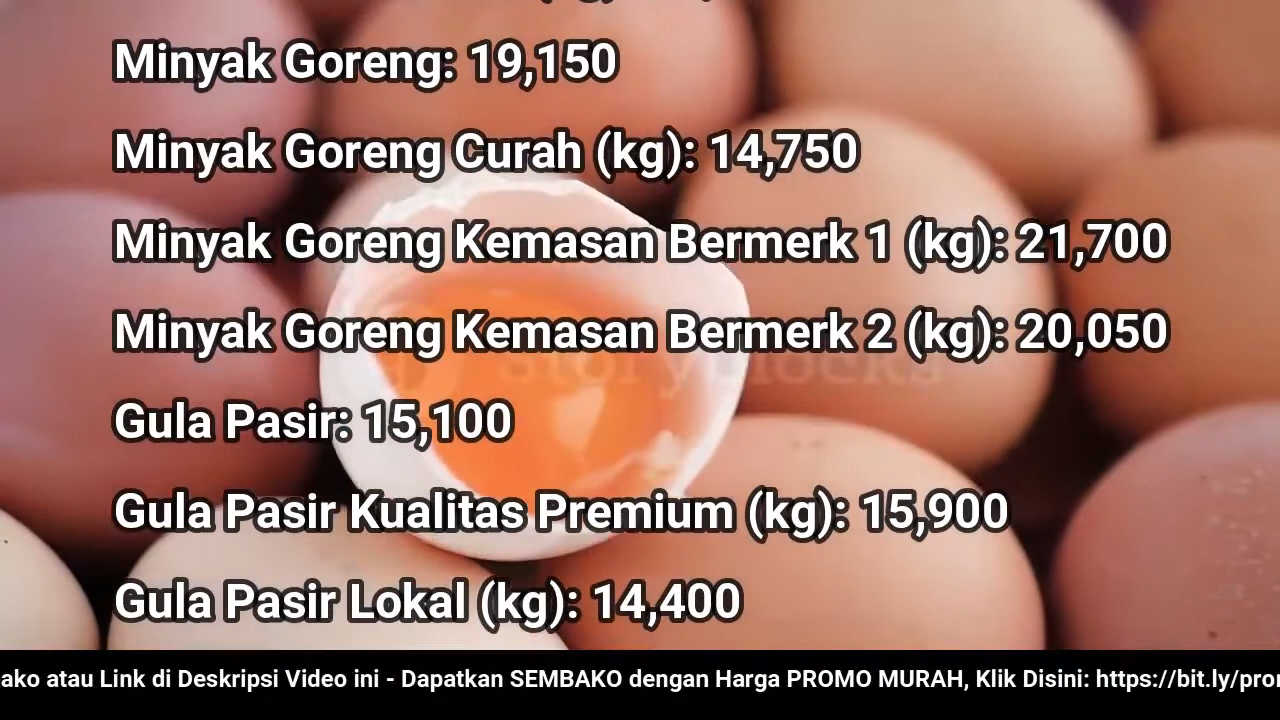 Minyak Goreng: 19,150
Minyak Goreng Curah (kg): 14,750
Minyak Goreng Kemasan Bermerk 1 (kg): 21,700
Minyak Goreng Kemasan Bermerk 2 (kg): 20,050
Storyblocks
Gula Pasir: 15,100
Gula Pasir Kualitas Premium (kg): 15,900
Gula Pasir Lokal (kg): 14,400
ako atau Link di Deskripsi Video ini - Dapatkan SEMBAKO dengan Harga PROMO MURAH, Klik Disini: https://bit.ly/pro